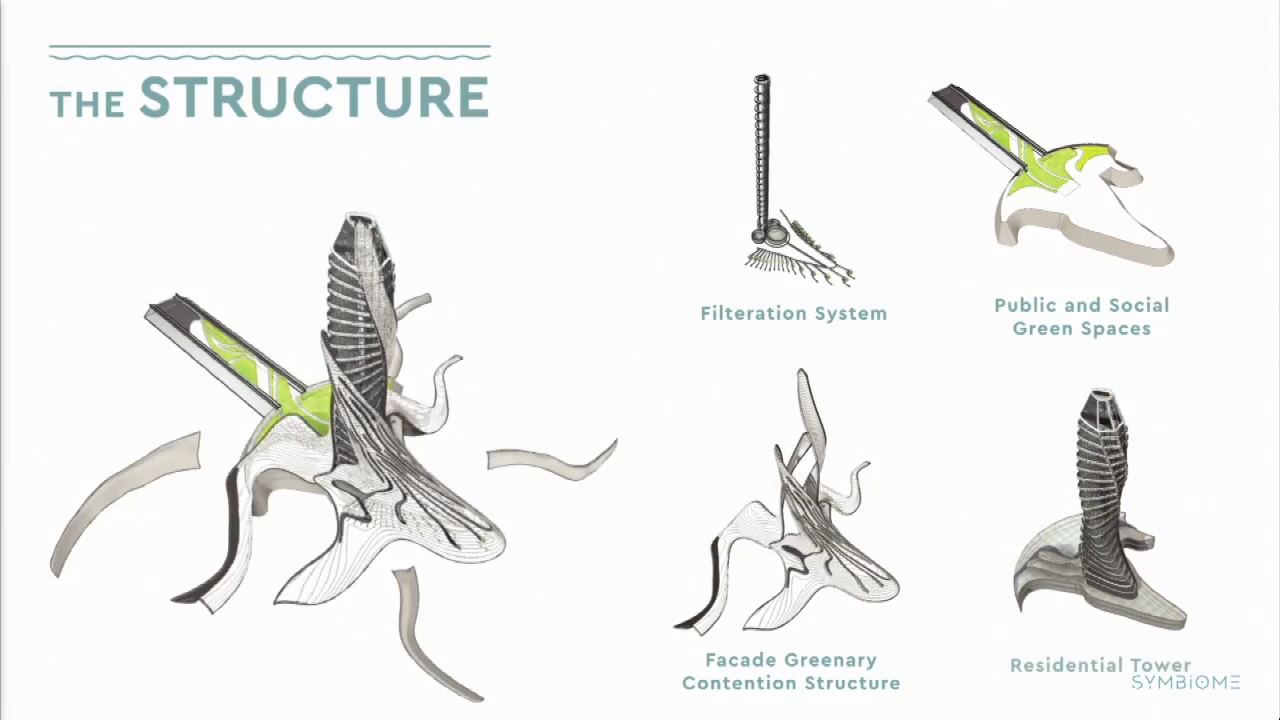 THE STRUCTURE
Filteration System
Public and Social
Green Spaces
Facade Greenary
Contention Structure
Residential Tower
SYMBIOME